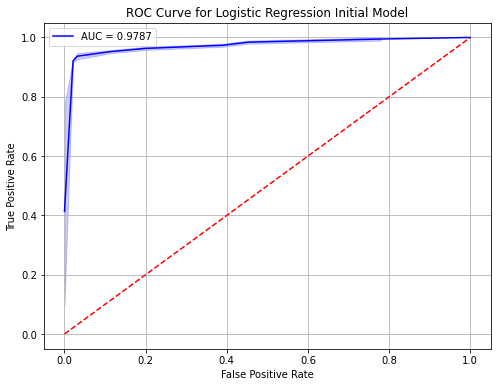 ROC Curve for Logistic Regression Initial Model
AUC = 0.9787
1.0
0.8
0.6
0.4
0.2
0.0
True Positive Rate
0.0 0.2 0.4 0.6 0.8 1.0
False Positive Rate